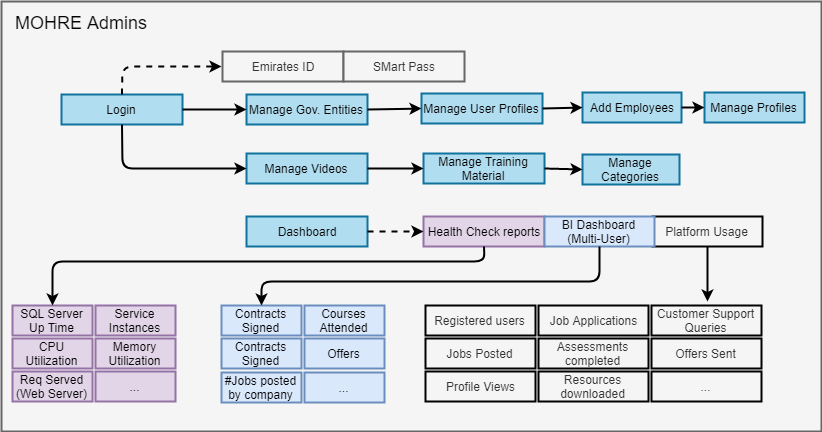 MOHRE Admins
Emirates ID
SMart Pass
Login
Manage Gov. Entities
Manage User Profiles
Add Employees
Manage Profiles
Manage Videos
Manage Training
Material
Manage
Categories
Dashboard
Health Check reports
BI Dashboard
(Multi-User)
Platform Usage
SQL Server
Up Time
Service
Instances
CPU
Utilization
Memory
Utilization
Req Served
(Web Server)
...
Contracts
Signed
Courses
Attended
Contracts
Signed
Offers
#Jobs posted
by company
...
Registered users
Job Applications
Customer Support
Queries
Jobs Posted
Assessments
completed
Offers Sent
Profile Views
Resources
downloaded
...